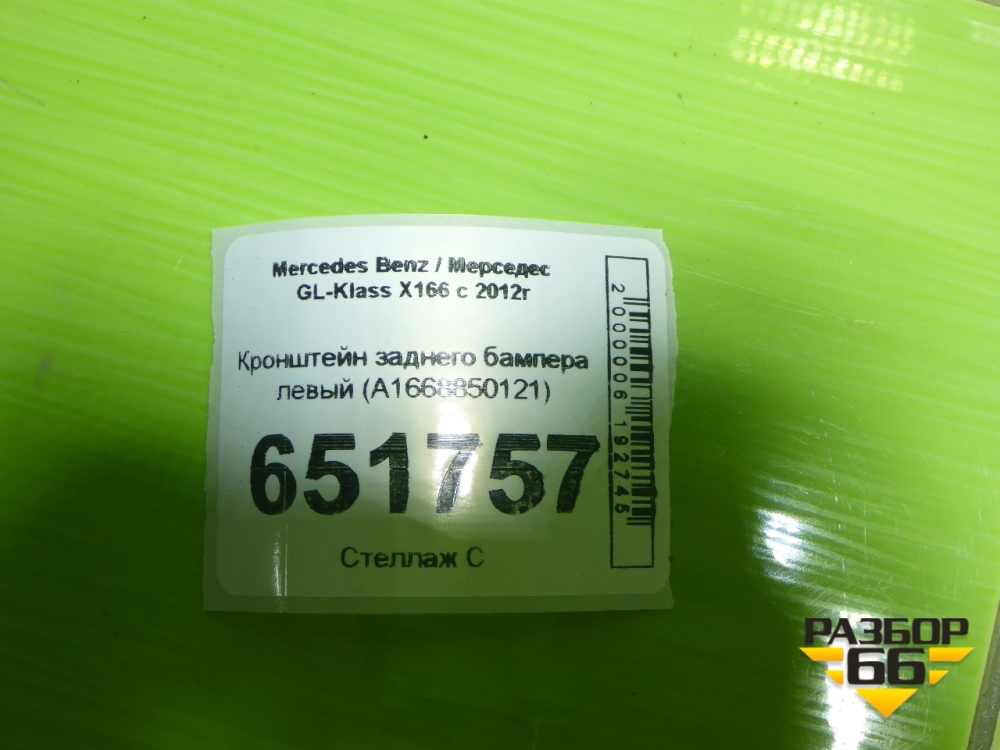 Mercedes Benz / Мерседес
GL-Klass X166 с 2012г
Кронштейн заднего бампера
левый (A1668850121)
651757
Стеллаж С
2000006192746
РАЗБОР
66